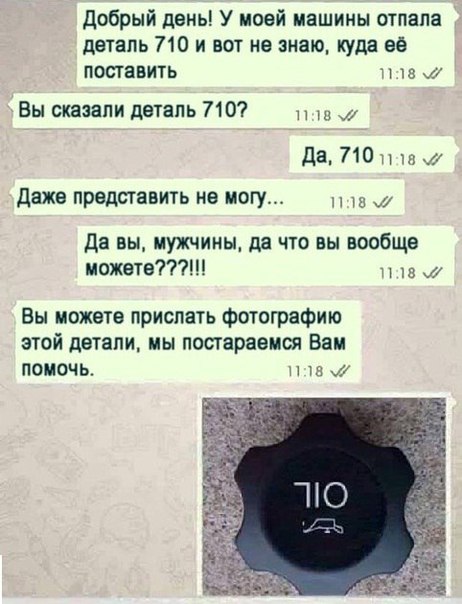 Добрый день! У моей машины отпала
деталь 710 и вот не знаю, куда её
поставить 11:18
Вы сказали деталь 710? 11:18
Да, 710 11:18
Даже представить не могу... 11:18
Да вы, мужчины, да что вы вообще
можете???!!! 11:18
Вы можете прислать фотографию
этой детали, мы постараемся Вам
помочь. 11:18
710